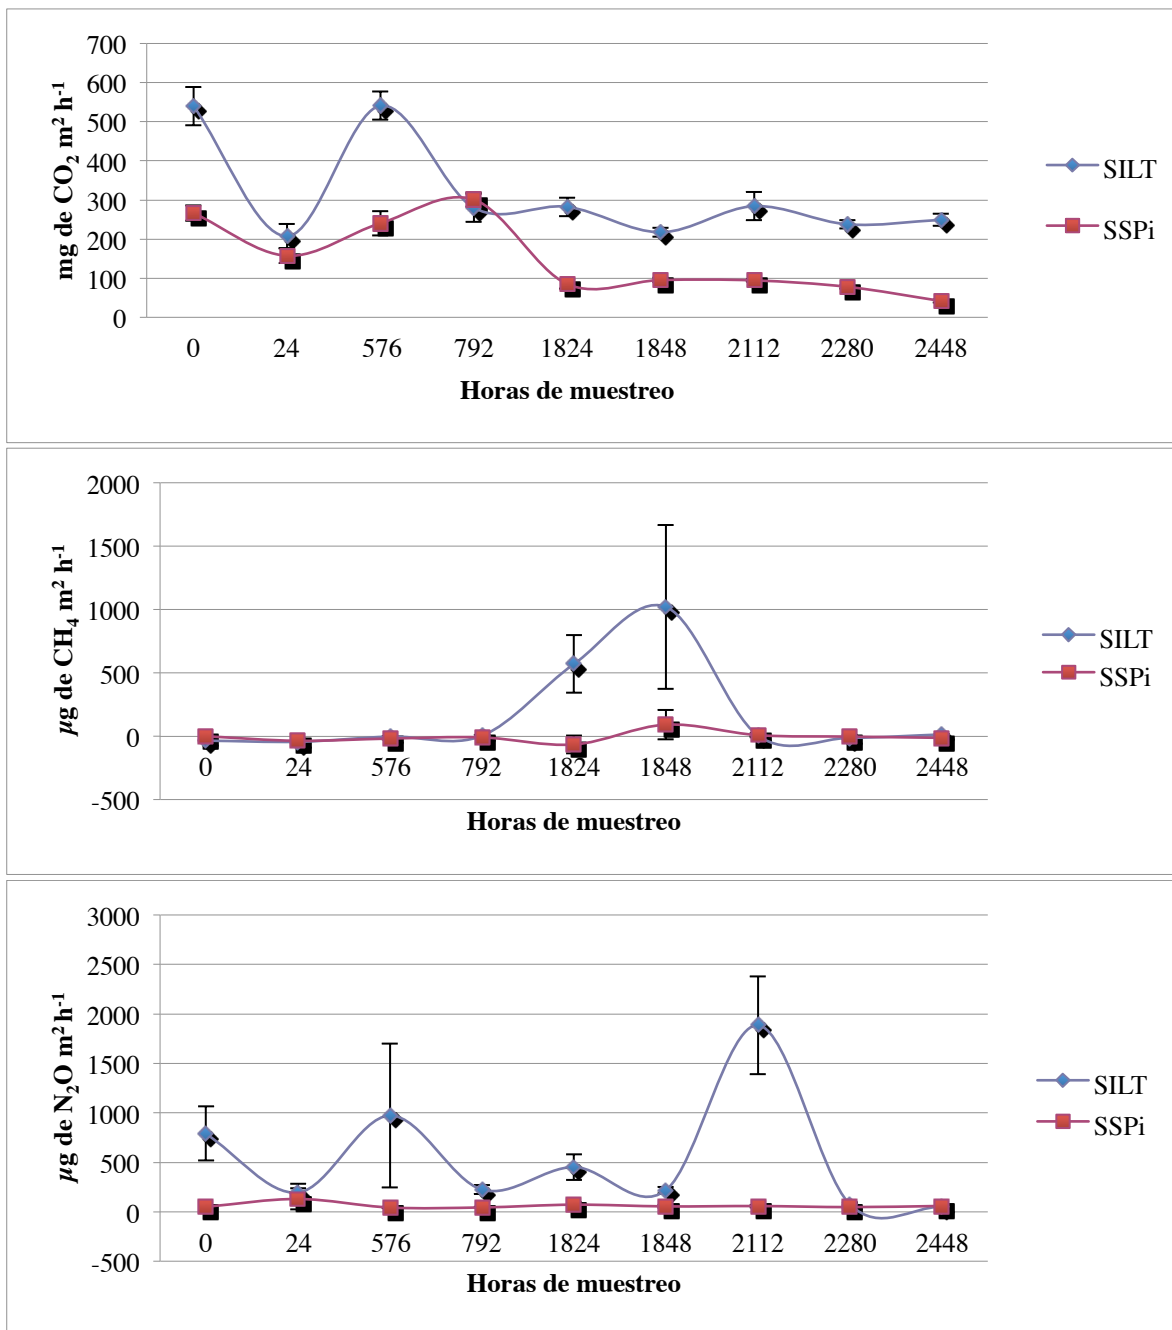 700
600
500
400
300
200
100
0
mg de CO₂ m² h⁻¹
0 24 576 792 1824 1848 2112 2280 2448
Horas de muestreo
SILT
SSPi
2000
1500
1000
500
0
-500
µg de CH₄ m² h⁻¹
0 24 576 792 1824 1848 2112 2280 2448
Horas de muestreo
SILT
SSPi
3000
2500
2000
1500
1000
500
0
-500
µg de N₂O m² h⁻¹
0 24 576 792 1824 1848 2112 2280 2448
Horas de muestreo
SILT
SSPi